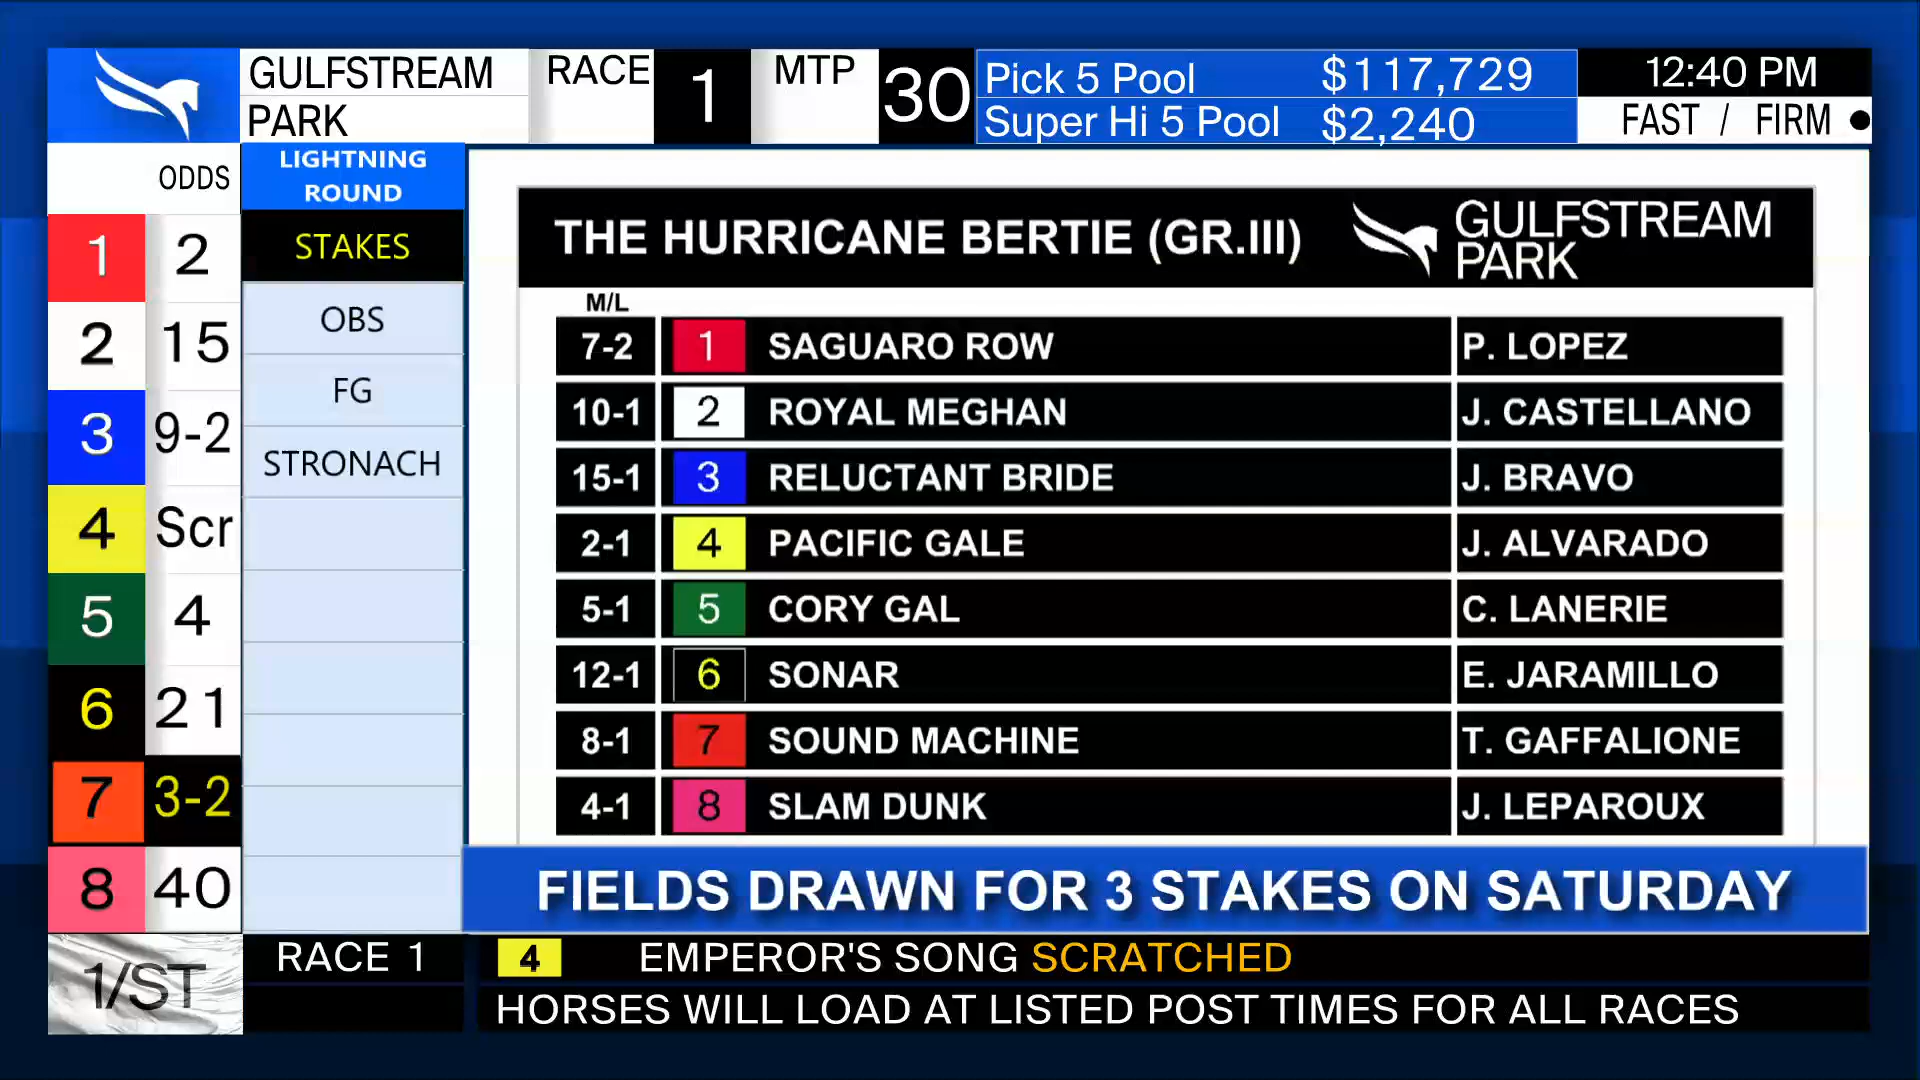 GULFSTREAM
PARK
RACE 1 MTP 30
Pick 5 Pool $117,729
Super Hi 5 Pool $2,240
12:40 PM
FAST / FIRM
ODDS
1 2
2 15
3 9-2
4 Scr
5 4
6 21
7 3-2
8 40
LIGHTNING
ROUND
STAKES
OBS
FG
STRONACH
THE HURRICANE BERTIE (GR.III)
GULFSTREAM
PARK
M/L
7-2 1 SAGUARO ROW P. LOPEZ
10-1 2 ROYAL MEGHAN J. CASTELLANO
15-1 3 RELUCTANT BRIDE J. BRAVO
2-1 4 PACIFIC GALE J. ALVARADO
5-1 5 CORY GAL C. LANERIE
12-1 6 SONAR E. JARAMILLO
8-1 7 SOUND MACHINE T. GAFFALIONE
4-1 8 SLAM DUNK J. LEPAROUX
FIELDS DRAWN FOR 3 STAKES ON SATURDAY
1/ST
RACE 1 4 EMPEROR'S SONG SCRATCHED
HORSES WILL LOAD AT LISTED POST TIMES FOR ALL RACES